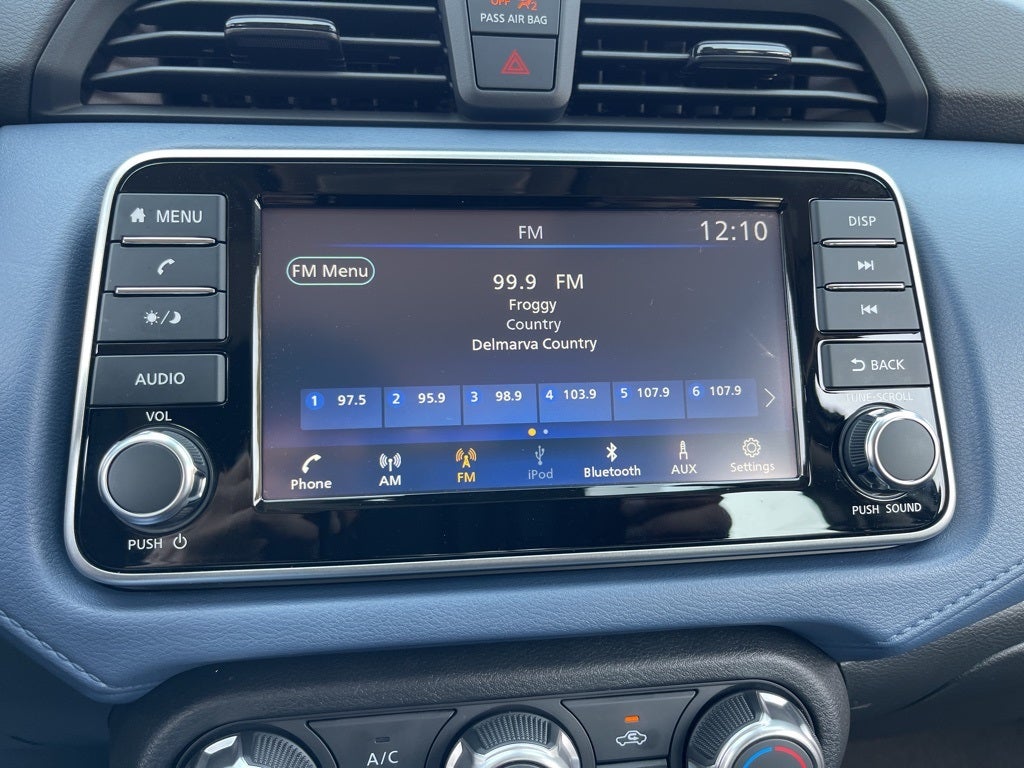 OFF 2
PASS AIR BAG
MENU
AUDIO
VOL
PUSH
FM
12:10
FM Menu
99.9 FM
Froggy
Country
Delmarva Country
1 97.5 2 95.9 3 98.9 4 103.9 5 107.9 6 107.9
Phone AM FM iPod Bluetooth AUX Settings
DISP
BACK
TUNE·SCROLL
PUSH SOUND
A/C